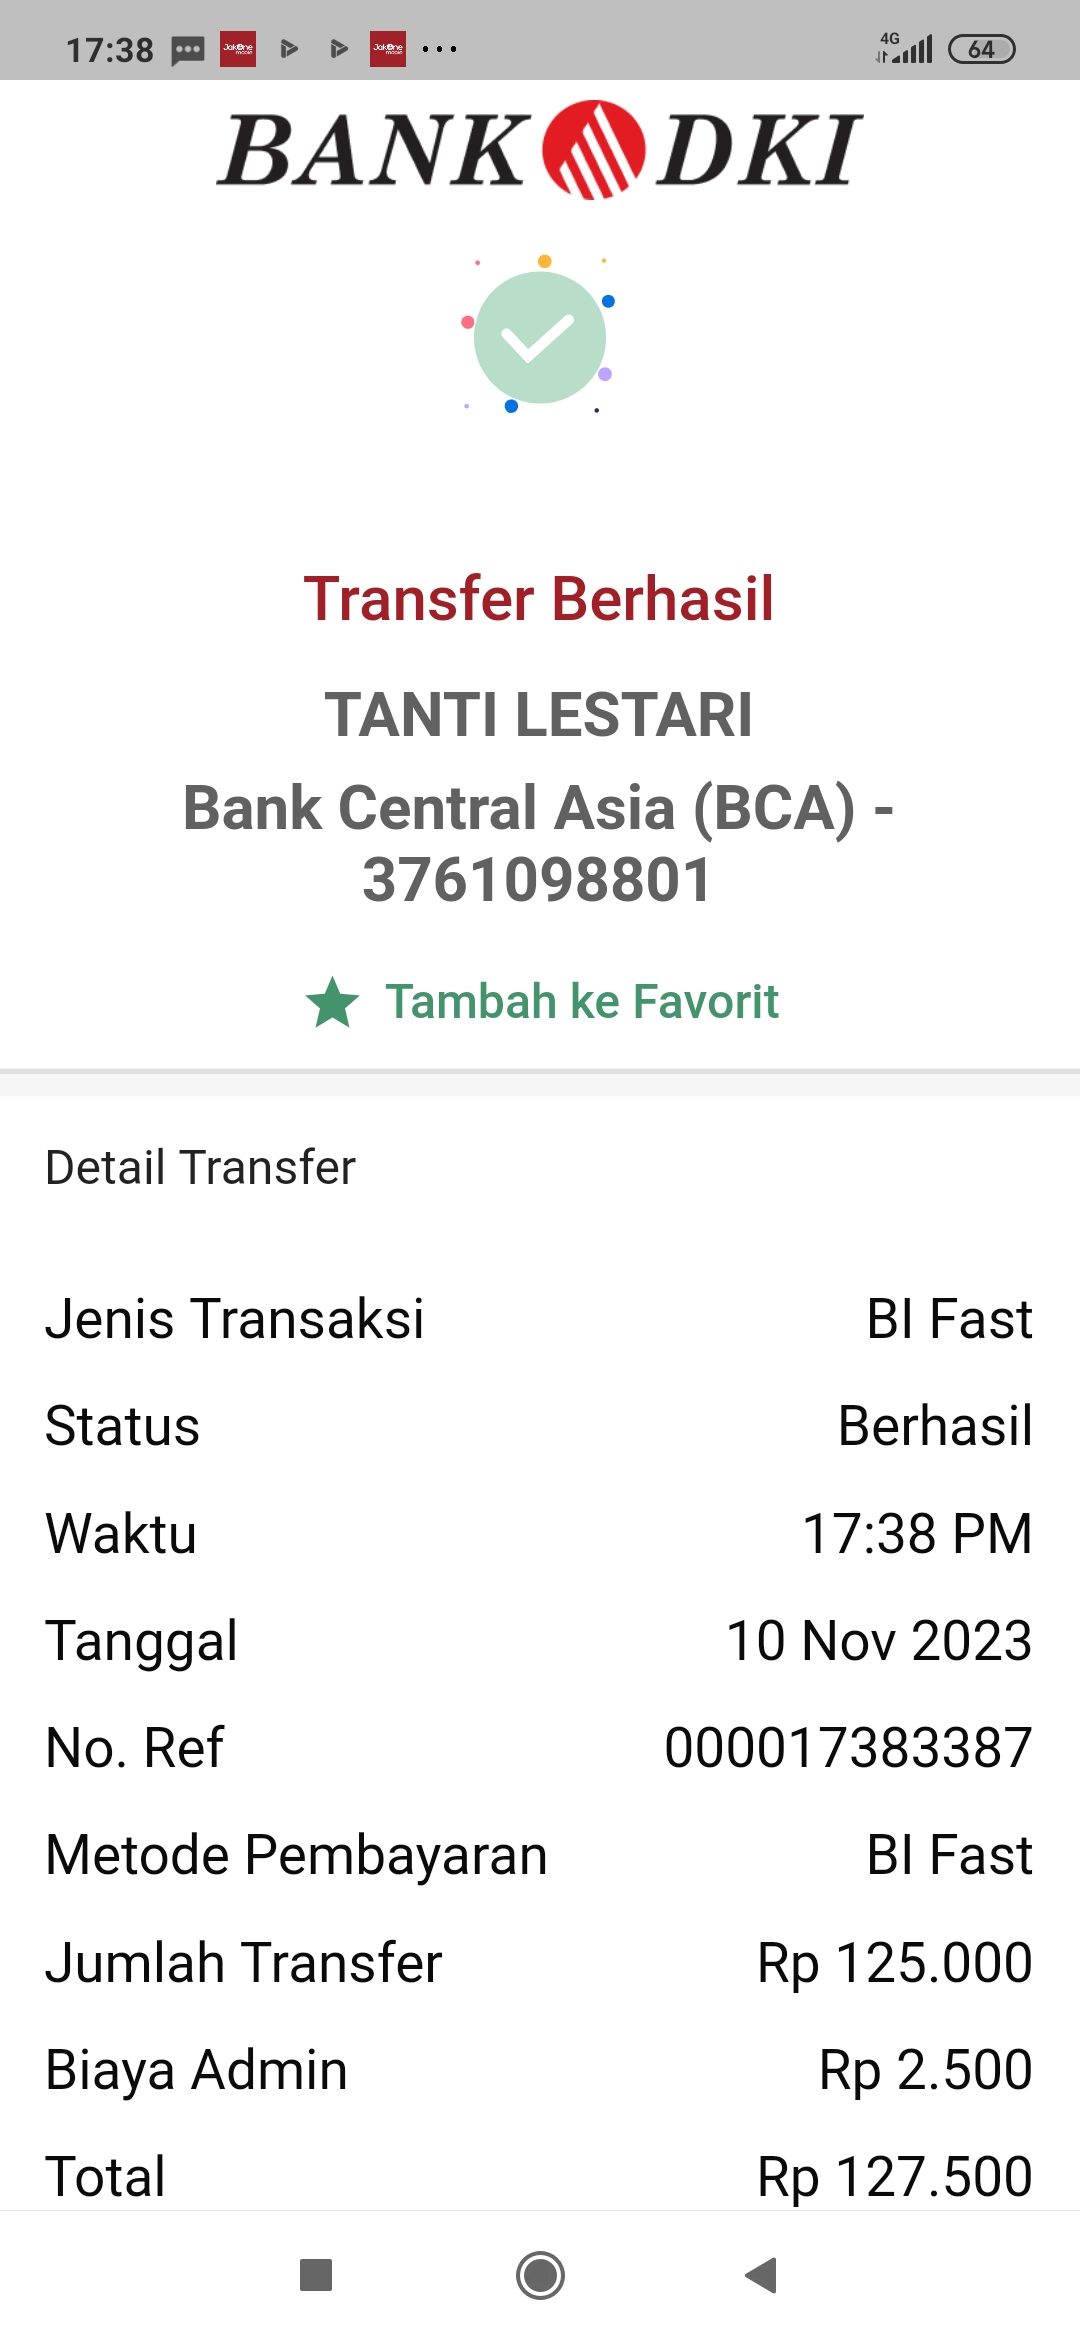 17:38
JakOne
JakOne
4G
64
BANK DKI
Transfer Berhasil
TANTI LESTARI
Bank Central Asia (BCA) -
3761098801
Tambah ke Favorit
Detail Transfer
Jenis Transaksi BI Fast
Status Berhasil
Waktu 17:38 PM
Tanggal 10 Nov 2023
No. Ref 000017383387
Metode Pembayaran BI Fast
Jumlah Transfer Rp 125.000
Biaya Admin Rp 2.500
Total Rp 127.500